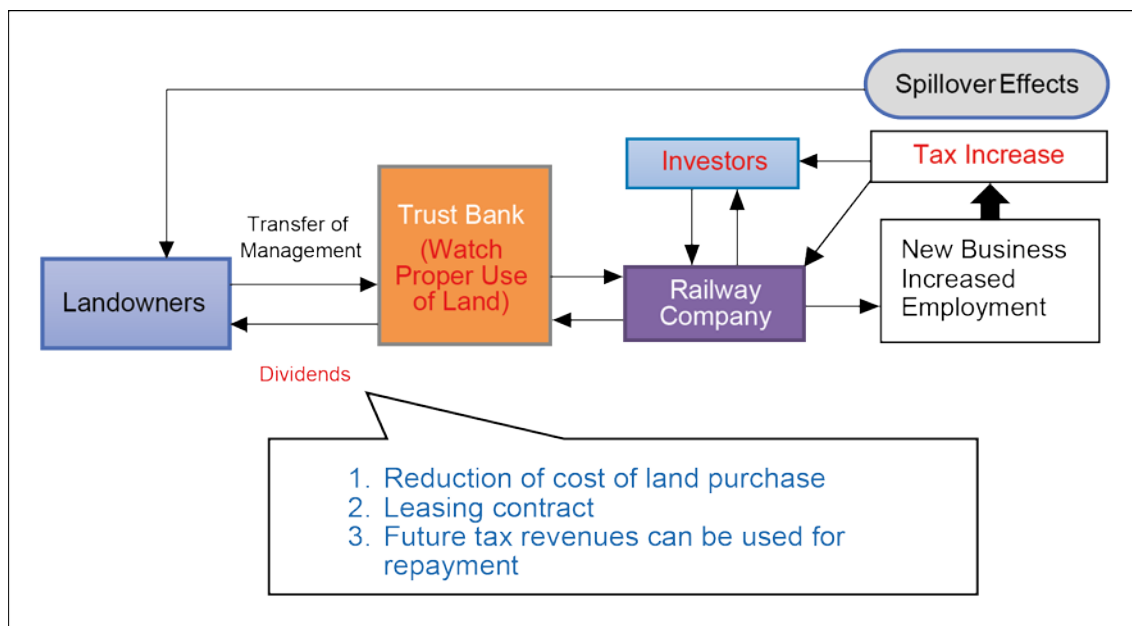 Spillover Effects
Investors
Tax Increase
Transfer of
Management
Trust Bank
(Watch
Proper Use
of Land)
Landowners
Railway
Company
New Business
Increased
Employment
Dividends
1. Reduction of cost of land purchase
2. Leasing contract
3. Future tax revenues can be used for
repayment